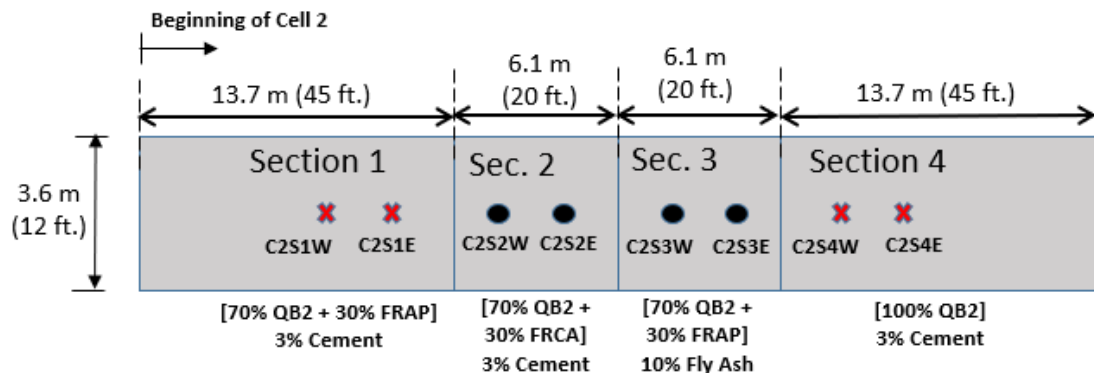 Beginning of Cell 2
13.7 m (45 ft.)
6.1 m
(20 ft.)
6.1 m
(20 ft.)
13.7 m (45 ft.)
3.6 m
(12 ft.)
Section 1
Sec. 2
Sec. 3
Section 4
C2S1W
C2S1E
C2S2W
C2S2E
C2S3W
C2S3E
C2S4W
C2S4E
[70% QB2 + 30% FRAP]
3% Cement
[70% QB2 +
30% FRCA]
3% Cement
[70% QB2 +
30% FRAP]
10% Fly Ash
[100% QB2]
3% Cement